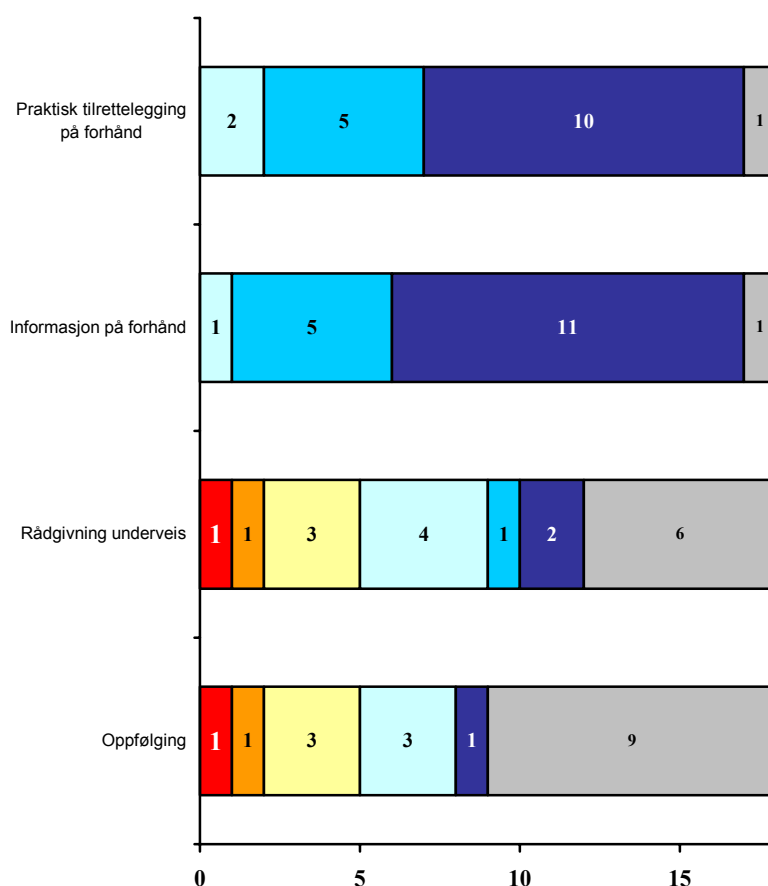 Praktisk tilrettelegging
på forhånd
2 5 10 1
Informasjon på forhånd
1 5 11 1
Rådgivning underveis
1 1 3 4 1 2 6
Oppfølging
1 1 3 3 1 9
0 5 10 15